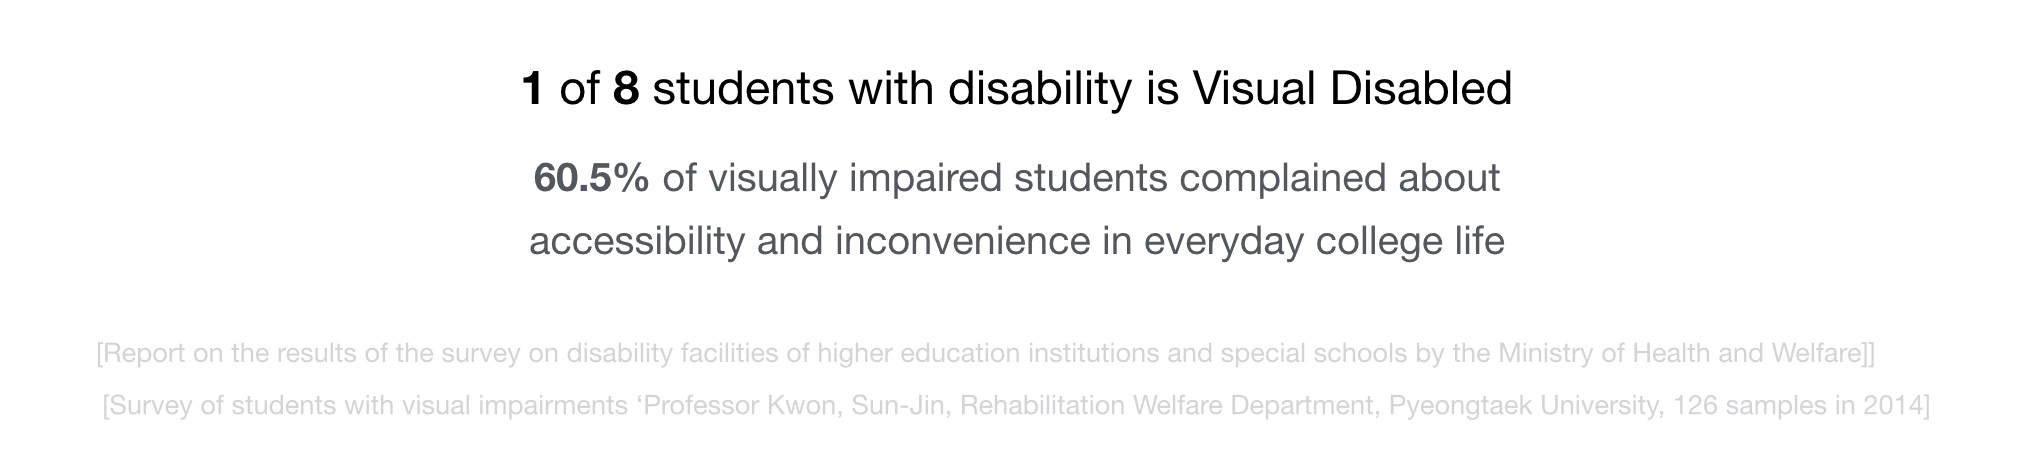 1 of 8 students with disability is Visual Disabled
60.5% of visually impaired students complained about
accessibility and inconvenience in everyday college life
[Report on the results of the survey on disability facilities of higher education institutions and special schools by the Ministry of Health and Welfare]]
[Survey of students with visual impairments ‘Professor Kwon, Sun-Jin, Rehabilitation Welfare Department, Pyeongtaek University, 126 samples in 2014]